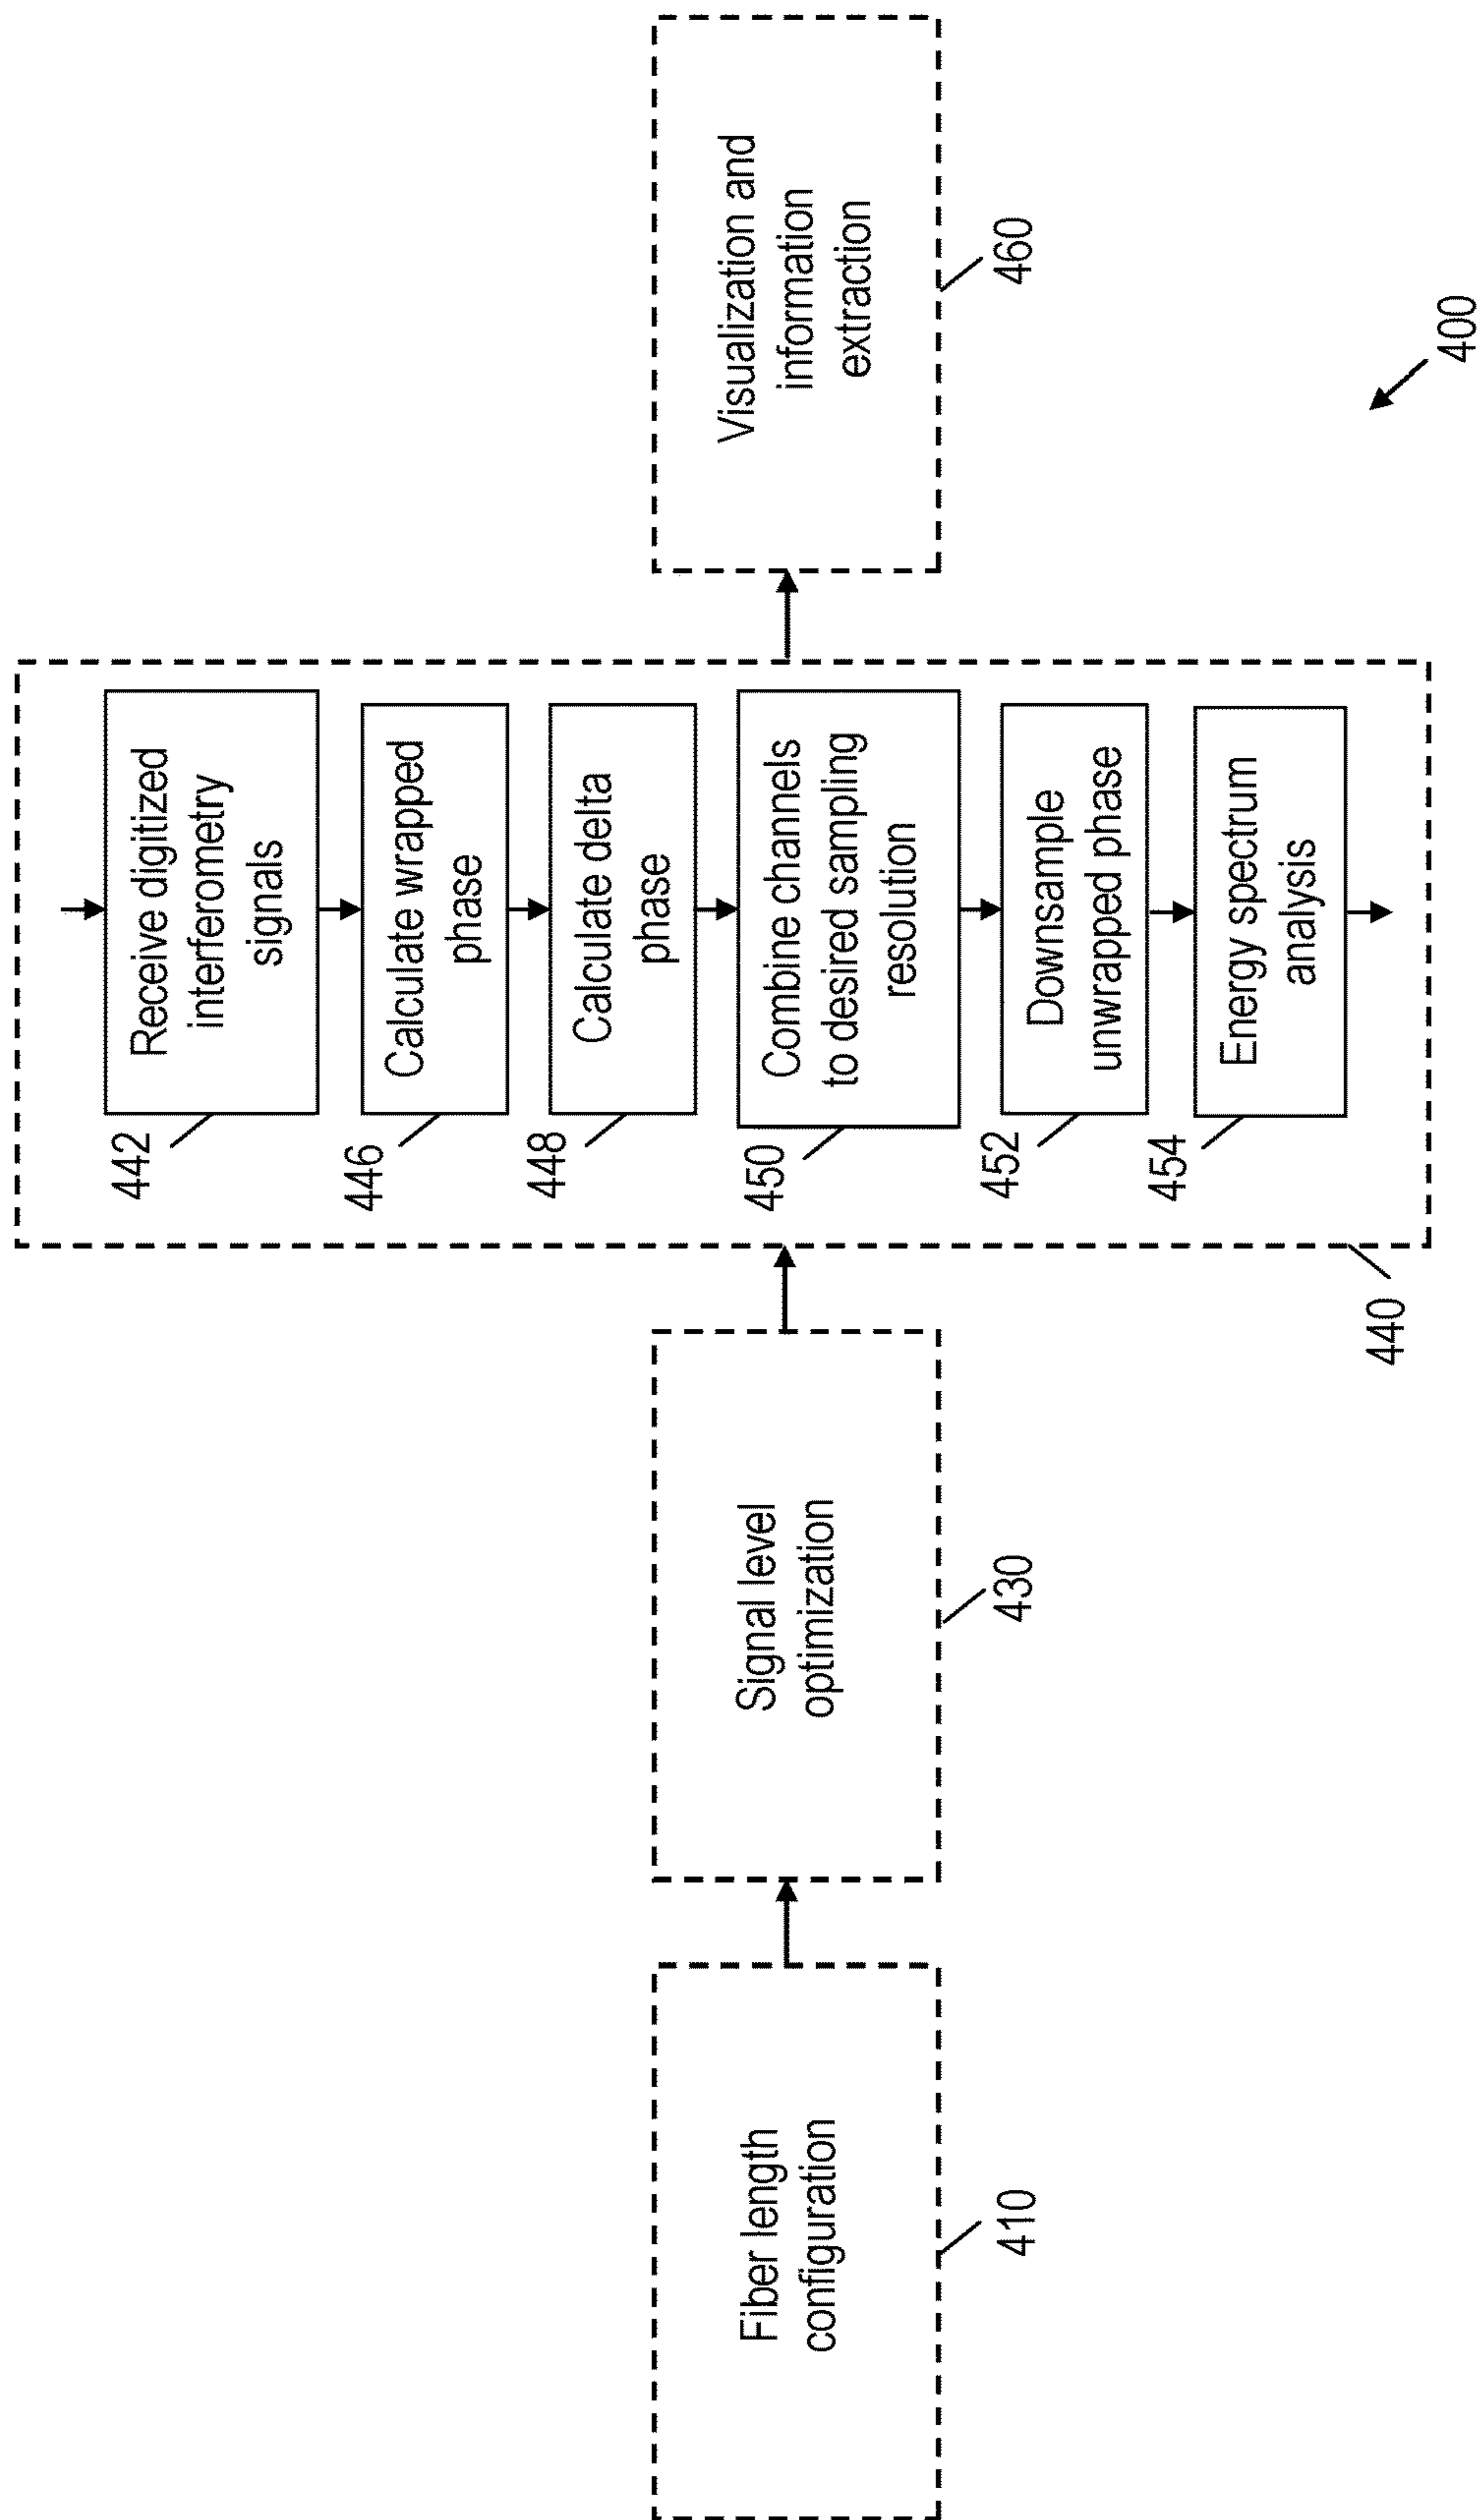 Fiber length
configuration
410
Signal level
optimization
430
440
442
Receive digitized
interferometry
signals
446
Calculate wrapped
phase
448
Calculate delta
phase
450
Combine channels
to desired sampling
resolution
452
Downsample
unwrapped phase
454
Energy spectrum
analysis
Visualization and
information
extraction
460
400